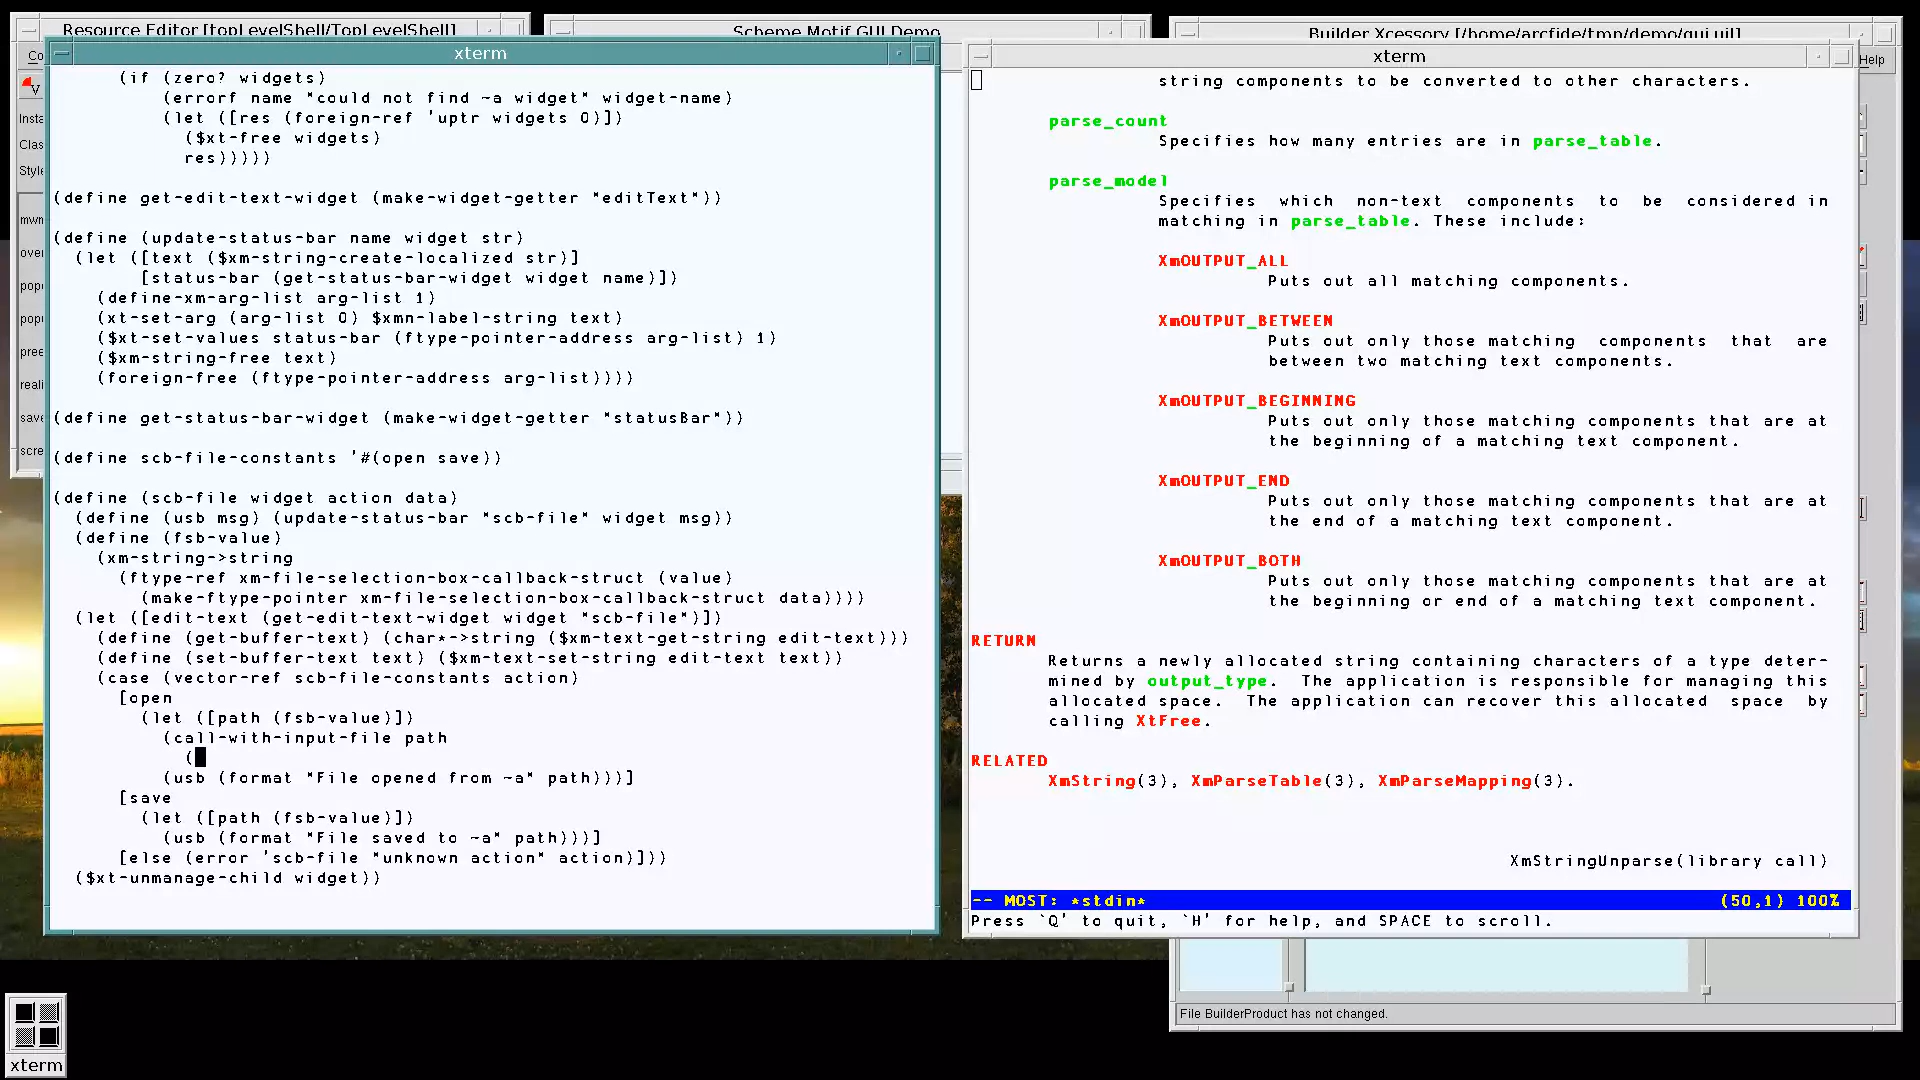 Resource Editor [topLevelShell/TopLevelShell]
Scheme Motif GUI Demo
Builder Xcessory [/home/arcfide/tmp/demo/gui.uil]
Help
xterm
(if (zero? widgets)
(errorf name "could not find ~a widget" widget-name)
(let ([res (foreign-ref 'uptr widgets 0)])
($xt-free widgets)
res)))))
(define get-edit-text-widget (make-widget-getter "editText"))
(define (update-status-bar name widget str)
(let ([text ($xm-string-create-localized str)]
[status-bar (get-status-bar-widget widget name)])
(define-xm-arg-list arg-list 1)
(xt-set-arg (arg-list 0) $xmn-label-string text)
($xt-set-values status-bar (ftype-pointer-address arg-list) 1)
($xm-string-free text)
(foreign-free (ftype-pointer-address arg-list))))
(define get-status-bar-widget (make-widget-getter "statusBar"))
(define scb-file-constants '#(open save))
(define (scb-file widget action data)
(define (usb msg) (update-status-bar "scb-file" widget msg))
(define (fsb-value)
(xm-string->string
(ftype-ref xm-file-selection-box-callback-struct (value)
(make-ftype-pointer xm-file-selection-box-callback-struct data))))
(let ([edit-text (get-edit-text-widget widget "scb-file")])
(define (get-buffer-text) (char*->string ($xm-text-get-string edit-text)))
(define (set-buffer-text text) ($xm-text-set-string edit-text text))
(case (vector-ref scb-file-constants action)
[open
(let ([path (fsb-value)])
(call-with-input-file path
(
(usb (format "File opened from ~a" path)))]
[save
(let ([path (fsb-value)])
(usb (format "File saved to ~a" path)))]
[else (error 'scb-file "unknown action" action)]))
($xt-unmanage-child widget))
xterm
string components to be converted to other characters.
parse_count
Specifies how many entries are in parse_table.
parse_model
Specifies which non-text components to be considered in
matching in parse_table. These include:
XmOUTPUT_ALL
Puts out all matching components.
XmOUTPUT_BETWEEN
Puts out only those matching components that are
between two matching text components.
XmOUTPUT_BEGINNING
Puts out only those matching components that are at
the beginning of a matching text component.
XmOUTPUT_END
Puts out only those matching components that are at
the end of a matching text component.
XmOUTPUT_BOTH
Puts out only those matching components that are at
the beginning or end of a matching text component.
RETURN
Returns a newly allocated string containing characters of a type deter-
mined by output_type. The application is responsible for managing this
allocated space. The application can recover this allocated space by
calling XtFree.
RELATED
XmString(3), XmParseTable(3), XmParseMapping(3).
XmStringUnparse(library call)
-- MOST: *stdin* (50,1) 100%
Press `Q' to quit, `H' for help, and SPACE to scroll.
File BuilderProduct has not changed.
xterm